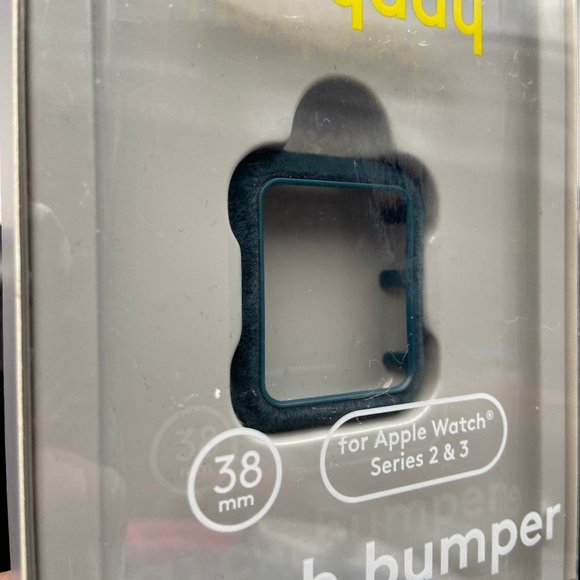 38
mm
for Apple Watch®
Series 2 & 3
bumper